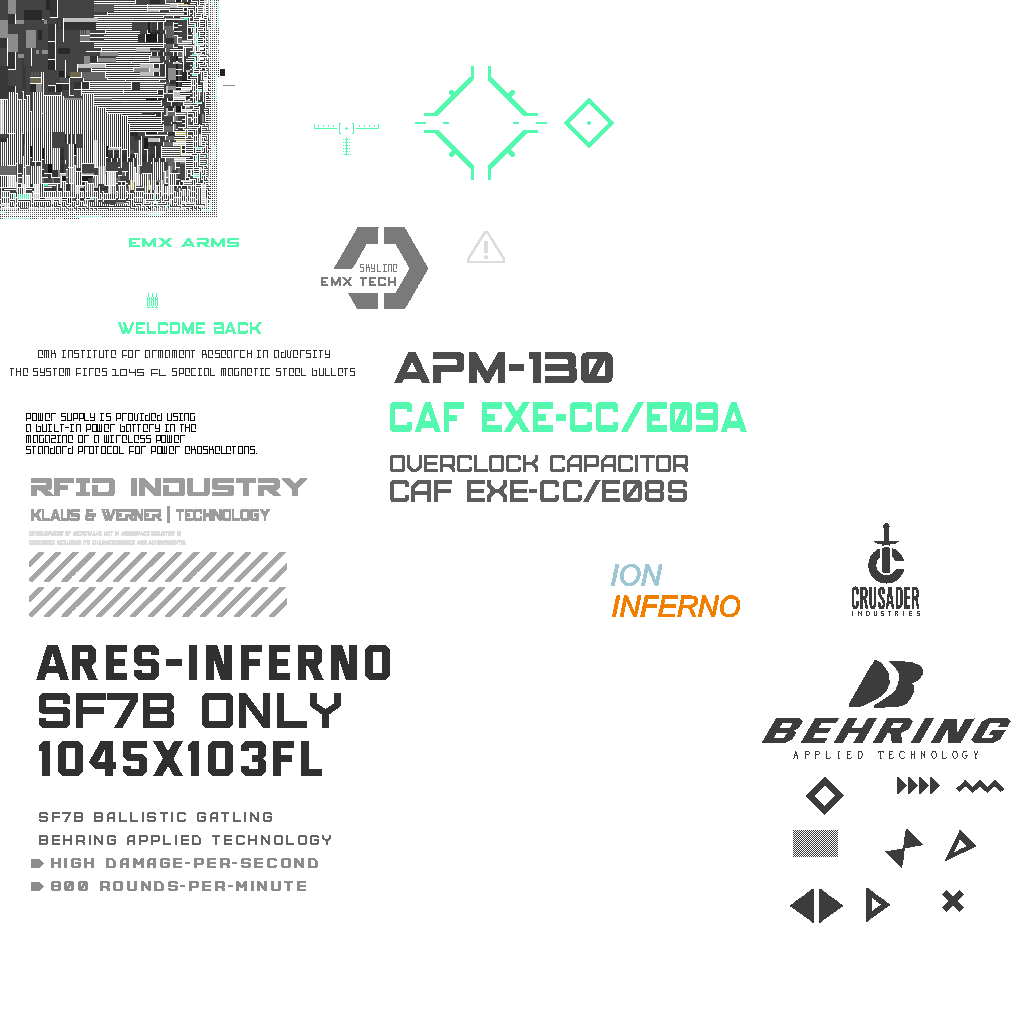 EMX ARMS
SKYLINE
EMX TECH
WELCOME BACK
EMX INSTITUTE FOR ARMAMENT RESEARCH IN ADVERSITY
THE SYSTEM FIRES 1045 FL SPECIAL MAGNETIC STEEL BULLETS
APM-130
CAF EXE-CC/E09A
POWER SUPPLY IS PROVIDED USING
A BUILT-IN POWER BATTERY IN THE
MAGAZINE OR A WIRELESS POWER
STANDARD PROTOCOL FOR POWER EXOSKELETONS.
OVERCLOCK CAPACITOR
CAF EXE-CC/E08S
RFID INDUSTRY
KLAUS & WERNER | TECHNOLOGY
ION
INFERNO
CRUSADER
INDUSTRIES
ARES-INFERNO
SF7B ONLY
1045X103FL
BEHRING
APPLIED TECHNOLOGY
SF7B BALLISTIC GATLING
BEHRING APPLIED TECHNOLOGY
HIGH DAMAGE-PER-SECOND
800 ROUNDS-PER-MINUTE